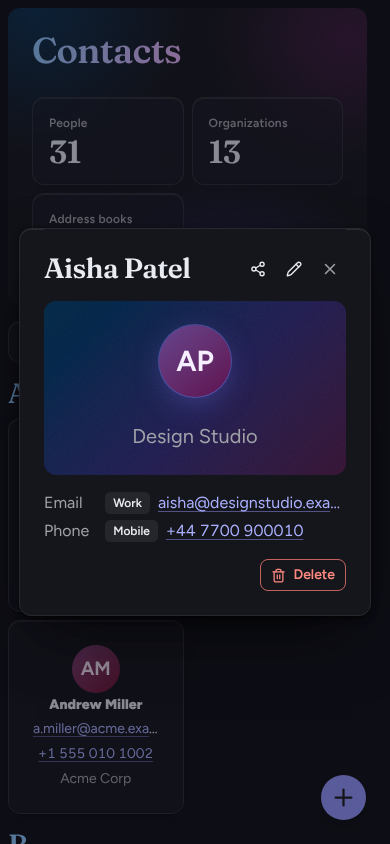 Contacts
People
31
Organizations
13
Address books
Aisha Patel
AP
Design Studio
Email Work aisha@designstudio.exa...
Phone Mobile +44 7700 900010
Delete
AM
Andrew Miller
a.miller@acme.exa...
+1 555 010 1002
Acme Corp